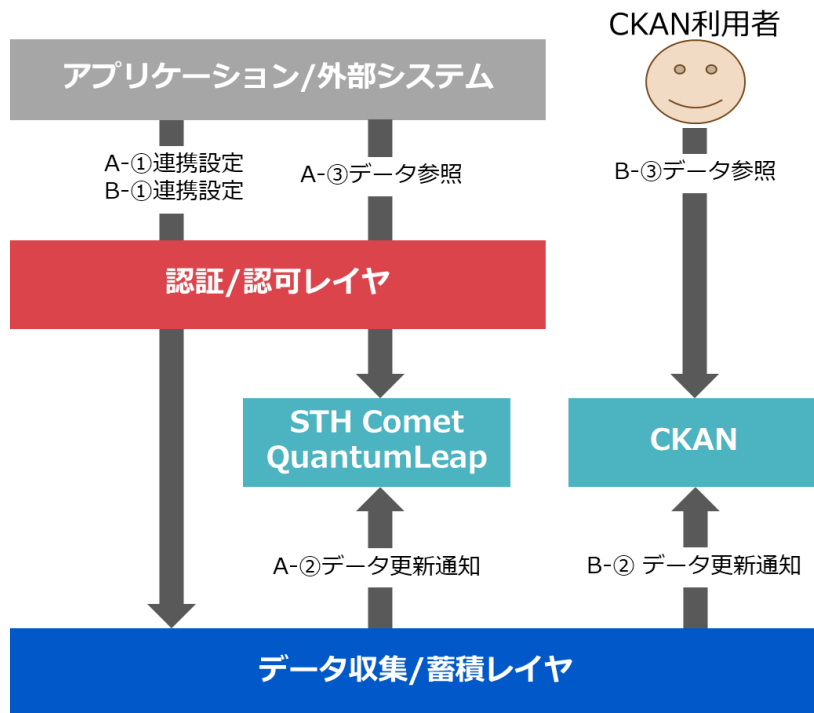 CKAN利用者
アプリケーション/外部システム
A-①連携設定
B-①連携設定
A-③データ参照
B-③データ参照
認証/認可レイヤ
STH Comet
QuantumLeap
CKAN
A-②データ更新通知
B-② データ更新通知
データ収集/蓄積レイヤ